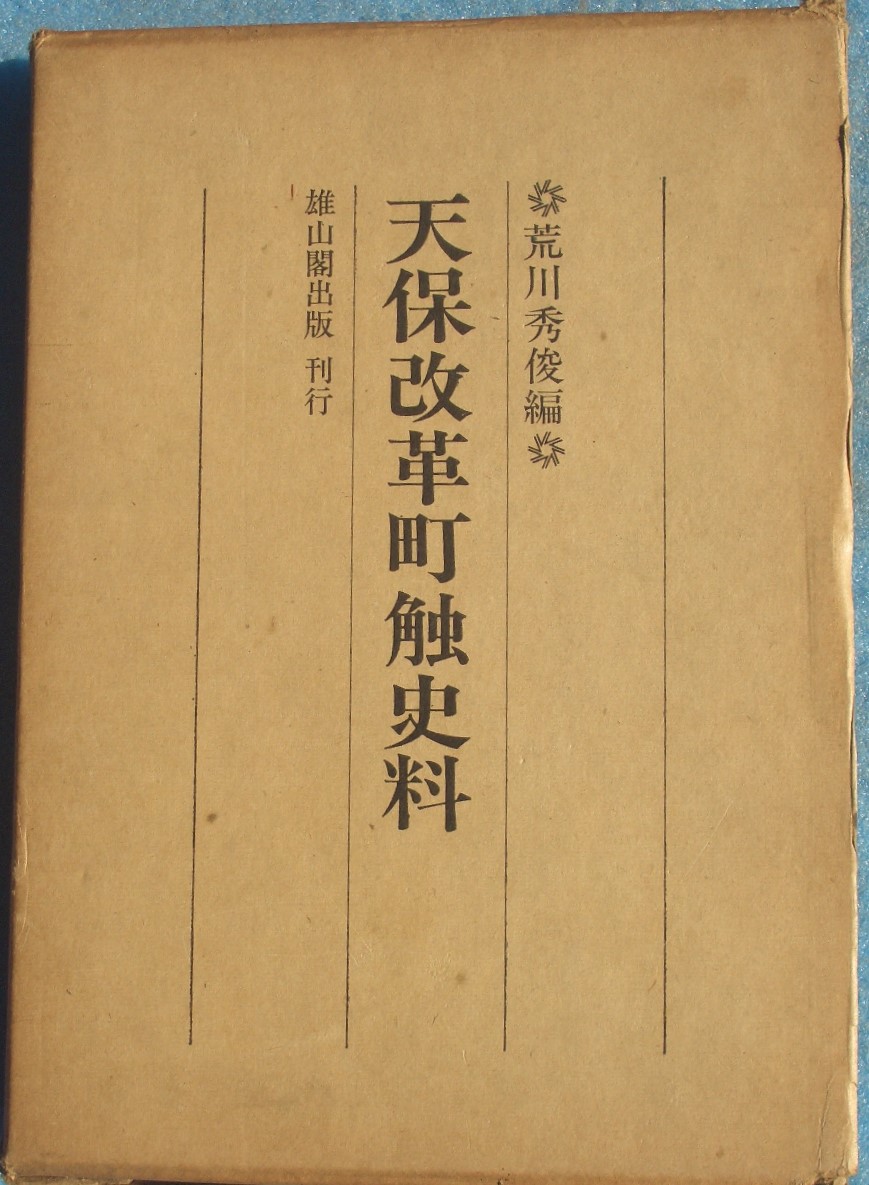 荒川秀俊編
天保改革町触史料
雄山閣出版 刊行